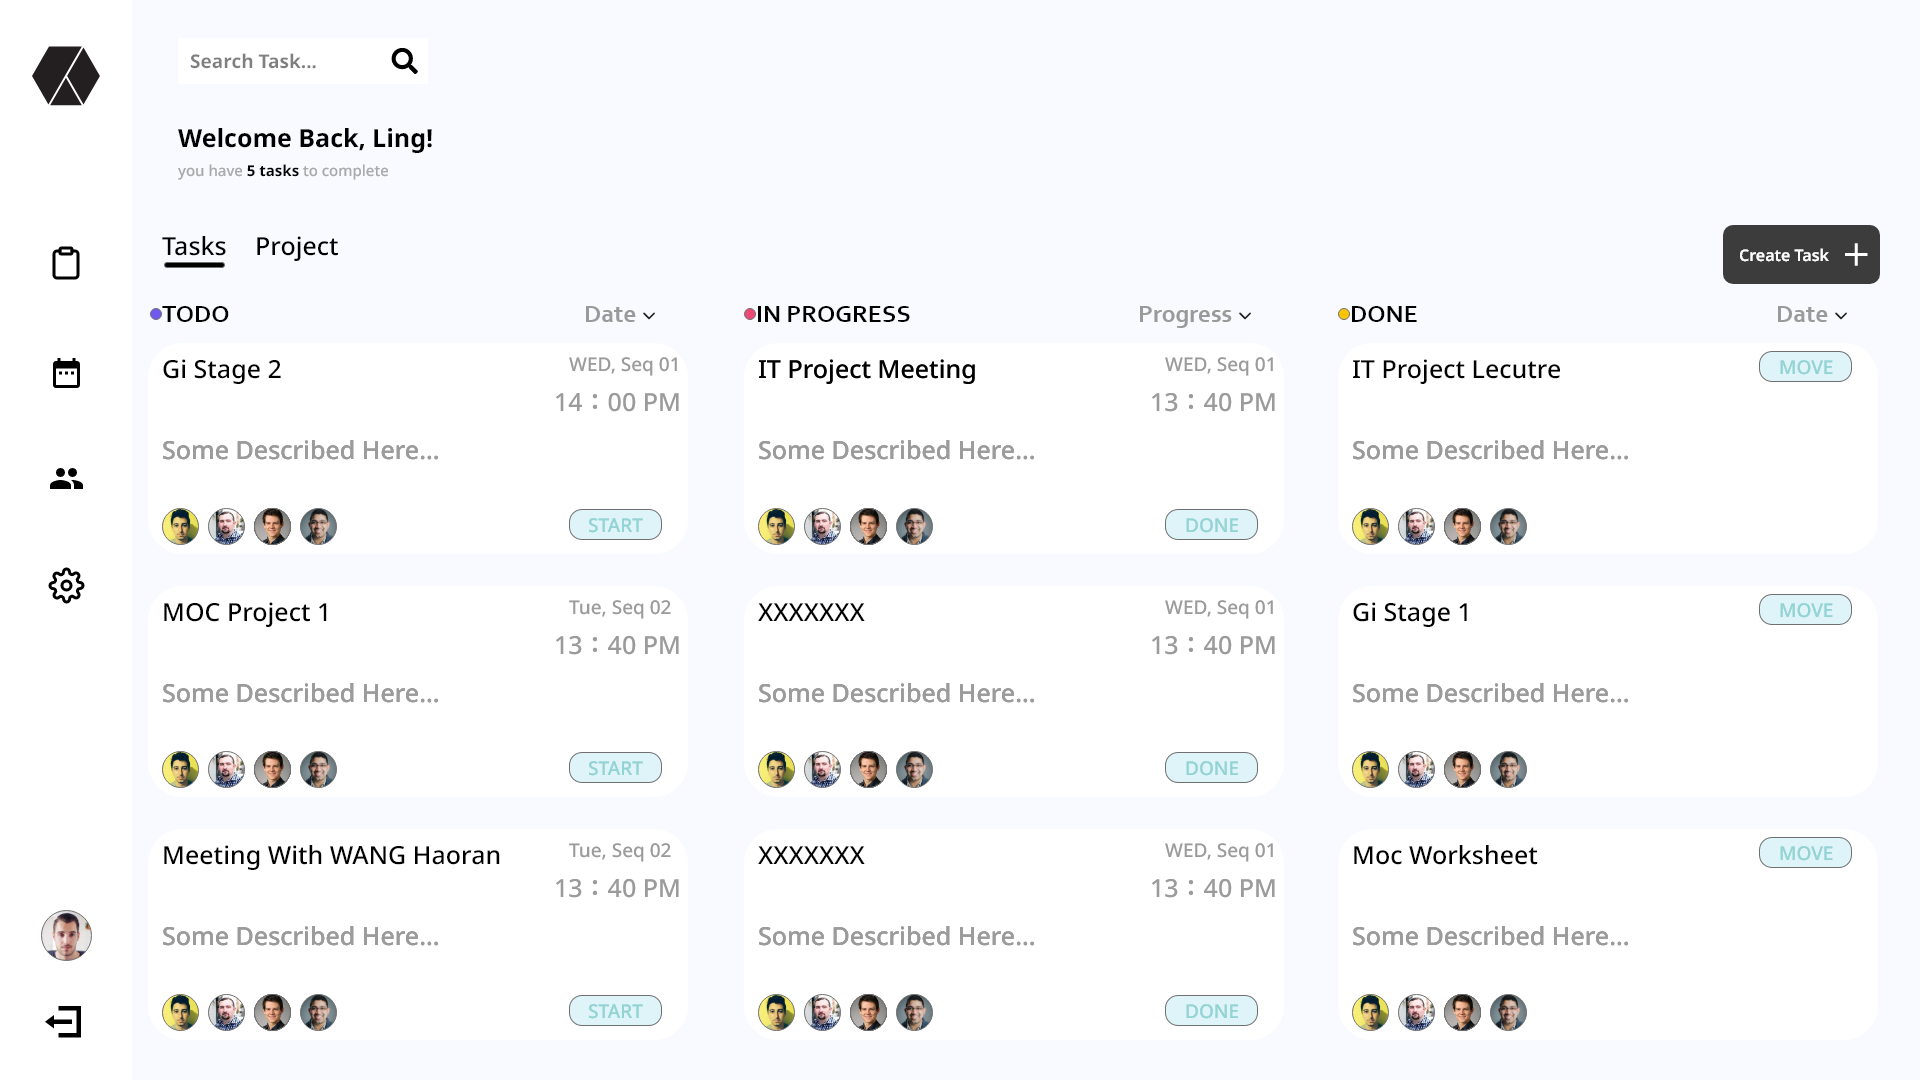 Search Task...
Welcome Back, Ling!
you have 5 tasks to complete
Tasks Project
Create Task
TODO Date
IN PROGRESS Progress
DONE Date
Gi Stage 2 WED, Seq 01
14 : 00 PM
Some Described Here...
START
IT Project Meeting WED, Seq 01
13 : 40 PM
Some Described Here...
DONE
IT Project Lecutre MOVE
Some Described Here...
MOC Project 1 Tue, Seq 02
13 : 40 PM
Some Described Here...
START
XXXXXXX WED, Seq 01
13 : 40 PM
Some Described Here...
DONE
Gi Stage 1 MOVE
Some Described Here...
Meeting With WANG Haoran Tue, Seq 02
13 : 40 PM
Some Described Here...
START
XXXXXXX WED, Seq 01
13 : 40 PM
Some Described Here...
DONE
Moc Worksheet MOVE
Some Described Here...